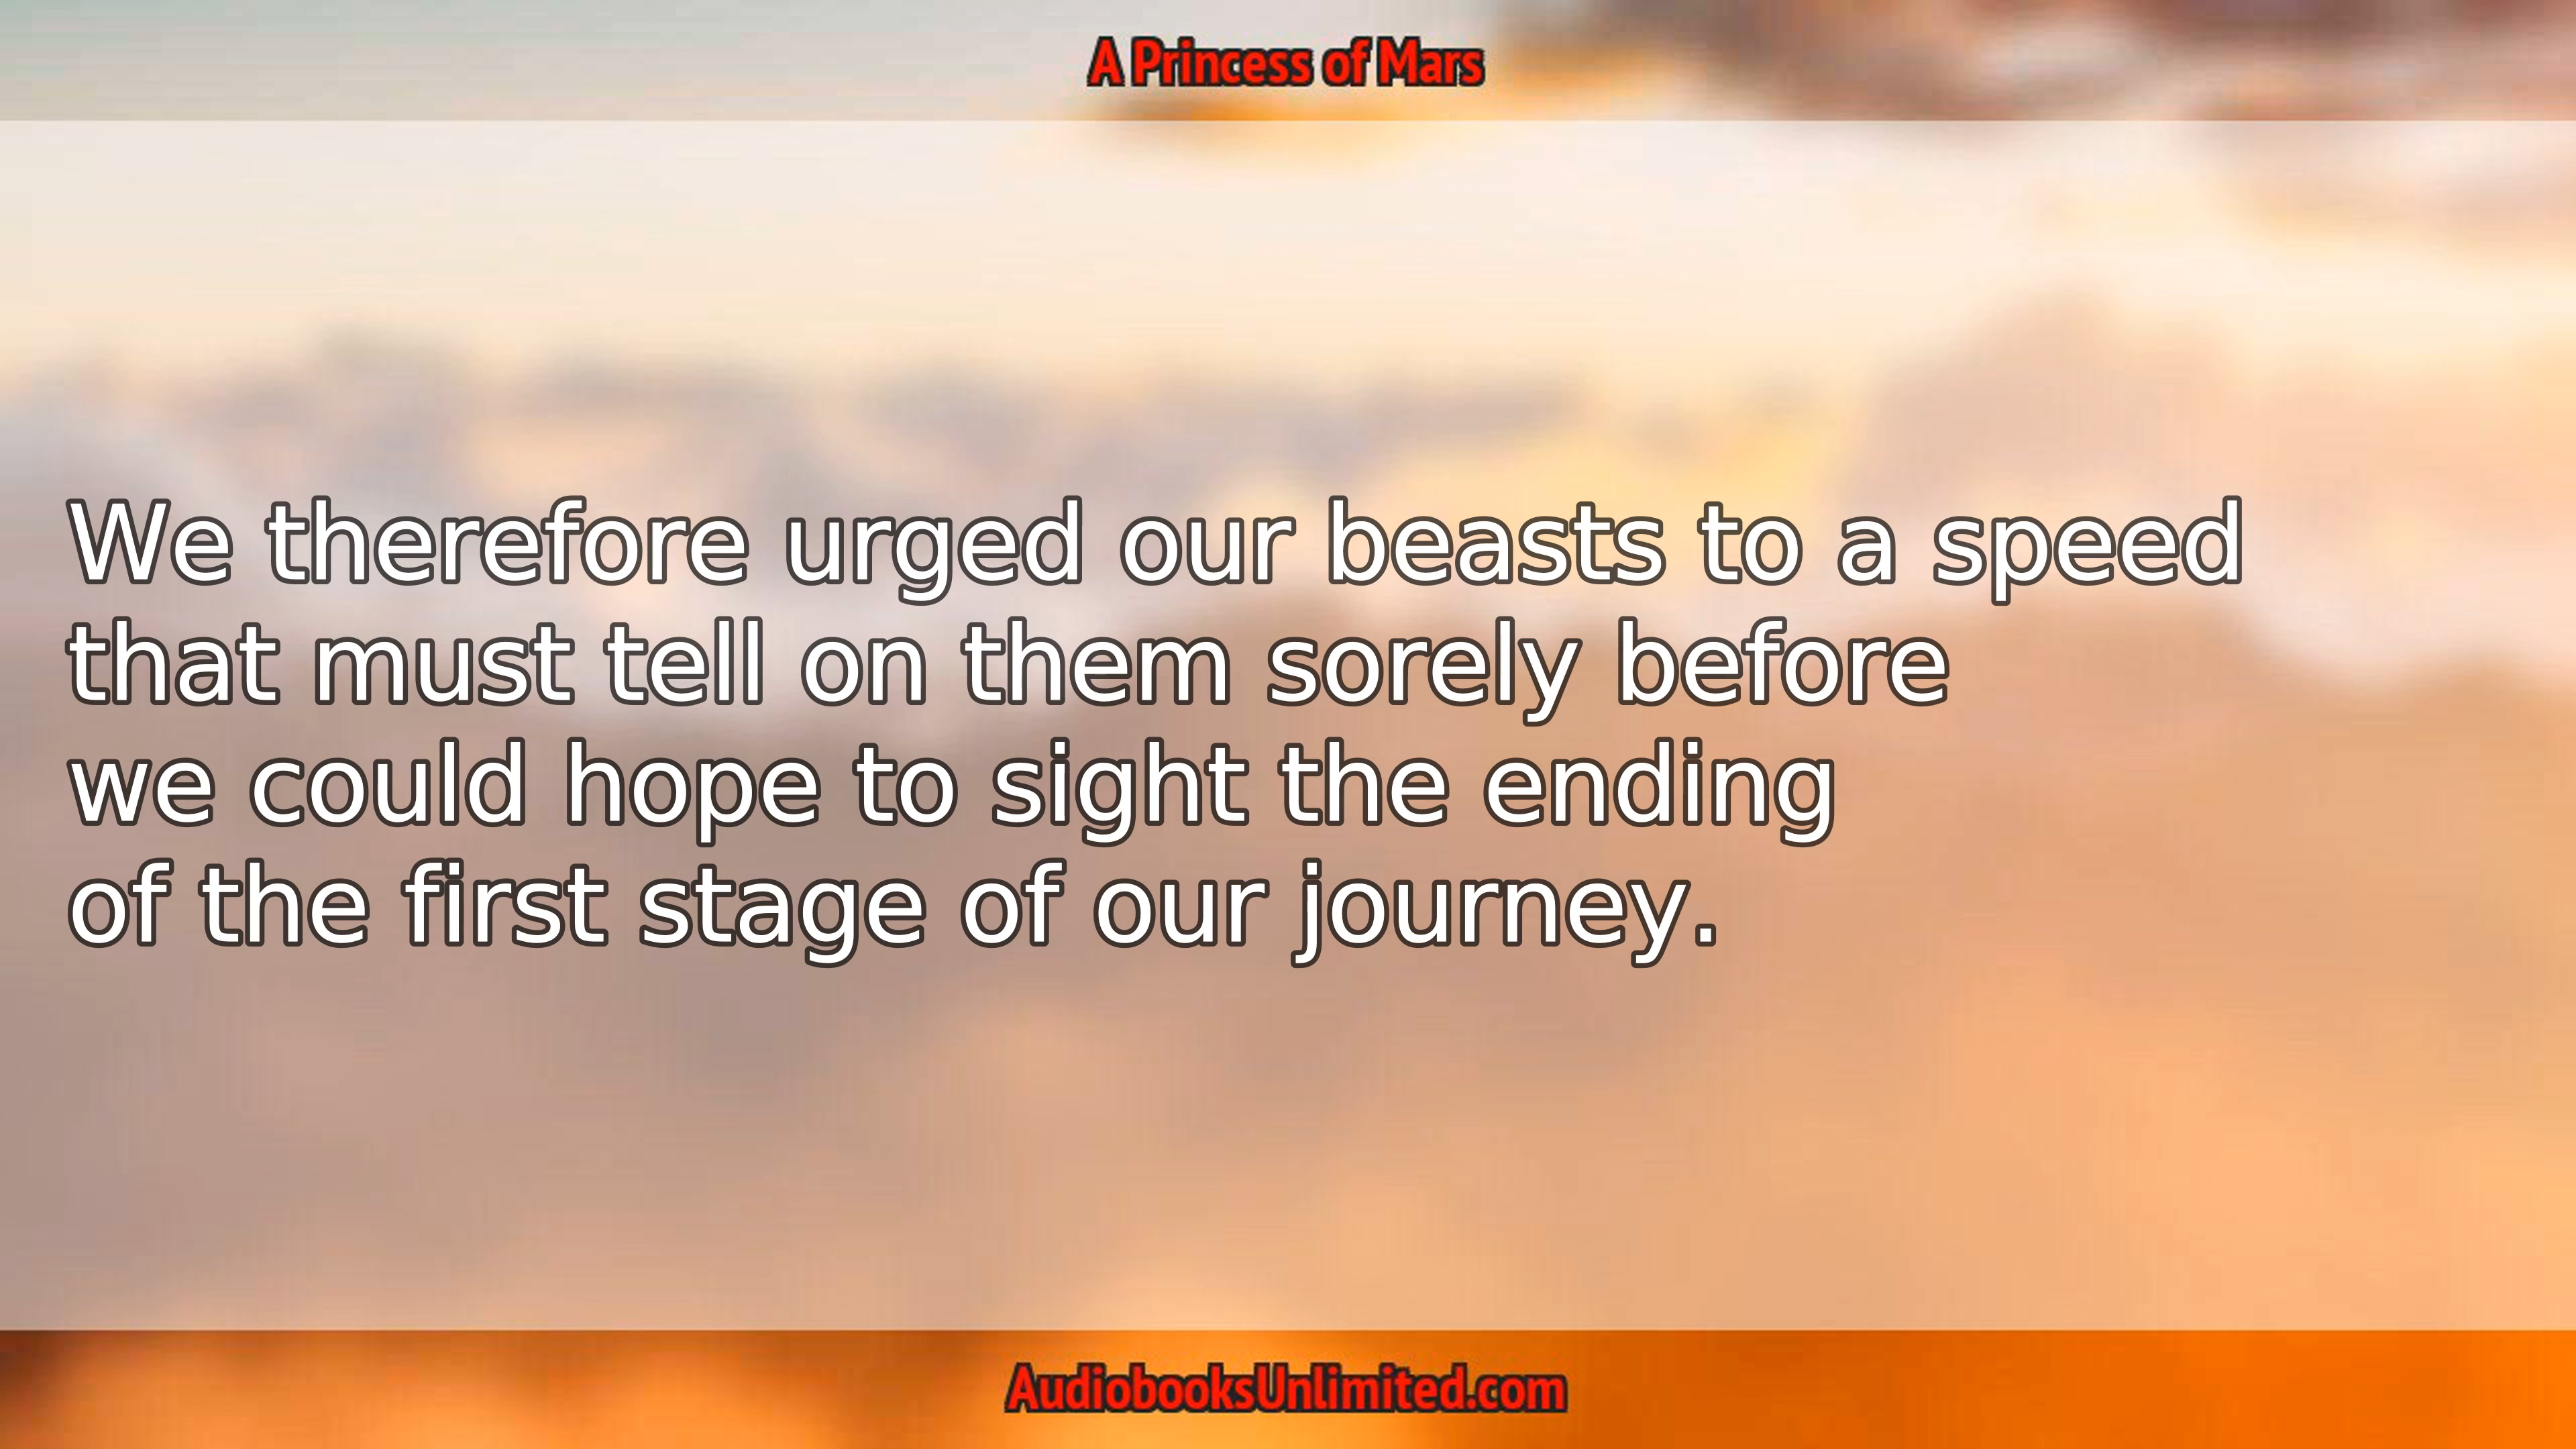 A Princess of Mars
We therefore urged our beasts to a speed
that must tell on them sorely before
we could hope to sight the ending
of the first stage of our journey.
AudiobooksUnlimited.com